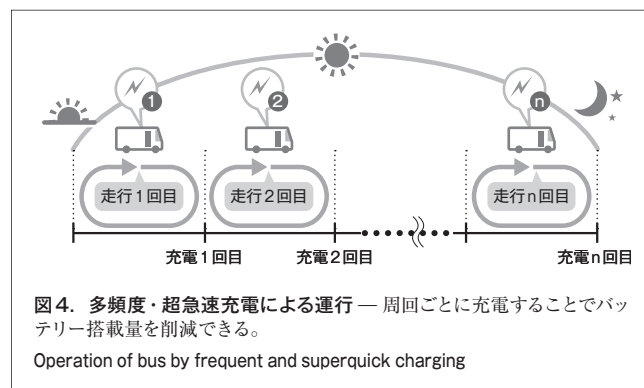 1
2
n
走行1回目
走行2回目
走行n回目
充電1回目
充電2回目
充電n回目
図4. 多頻度・超急速充電による運行 — 周回ごとに充電することでバッ
テリー搭載量を削減できる。
Operation of bus by frequent and superquick charging